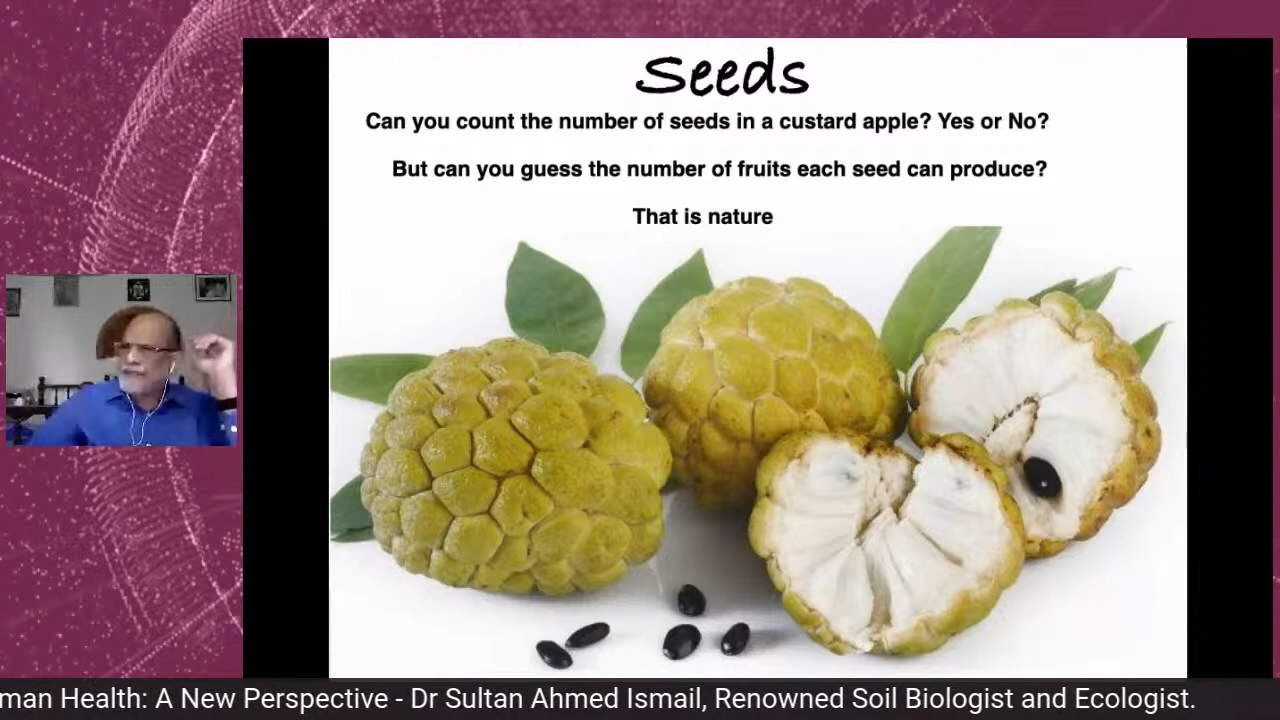 Seeds
Can you count the number of seeds in a custard apple? Yes or No?
But can you guess the number of fruits each seed can produce?
That is nature
man Health: A New Perspective - Dr Sultan Ahmed Ismail, Renowned Soil Biologist and Ecologist.